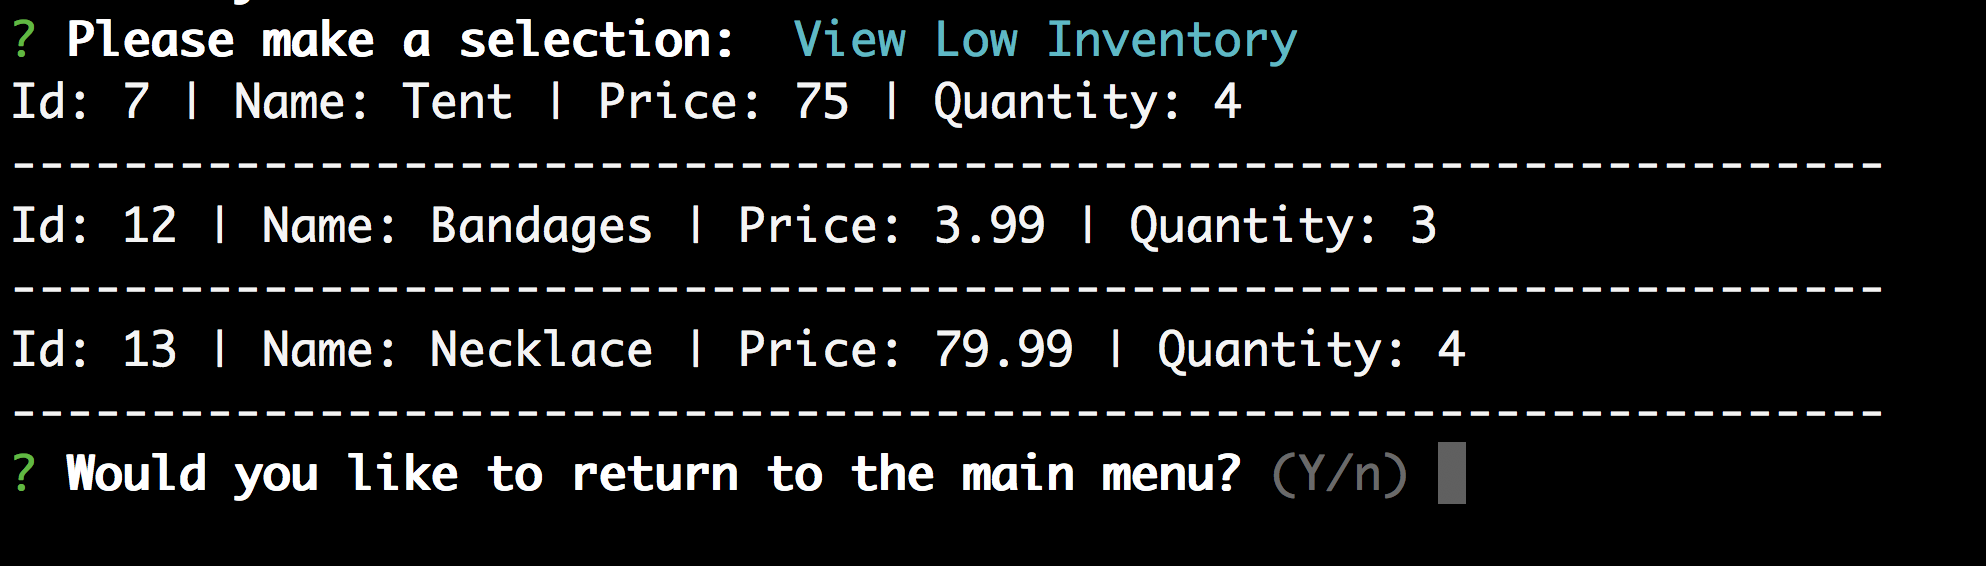 ? Please make a selection:  View Low Inventory
Id: 7 | Name: Tent | Price: 75 | Quantity: 4
-------------------------------------------------------------------
Id: 12 | Name: Bandages | Price: 3.99 | Quantity: 3
-------------------------------------------------------------------
Id: 13 | Name: Necklace | Price: 79.99 | Quantity: 4
-------------------------------------------------------------------
? Would you like to return to the main menu? (Y/n)